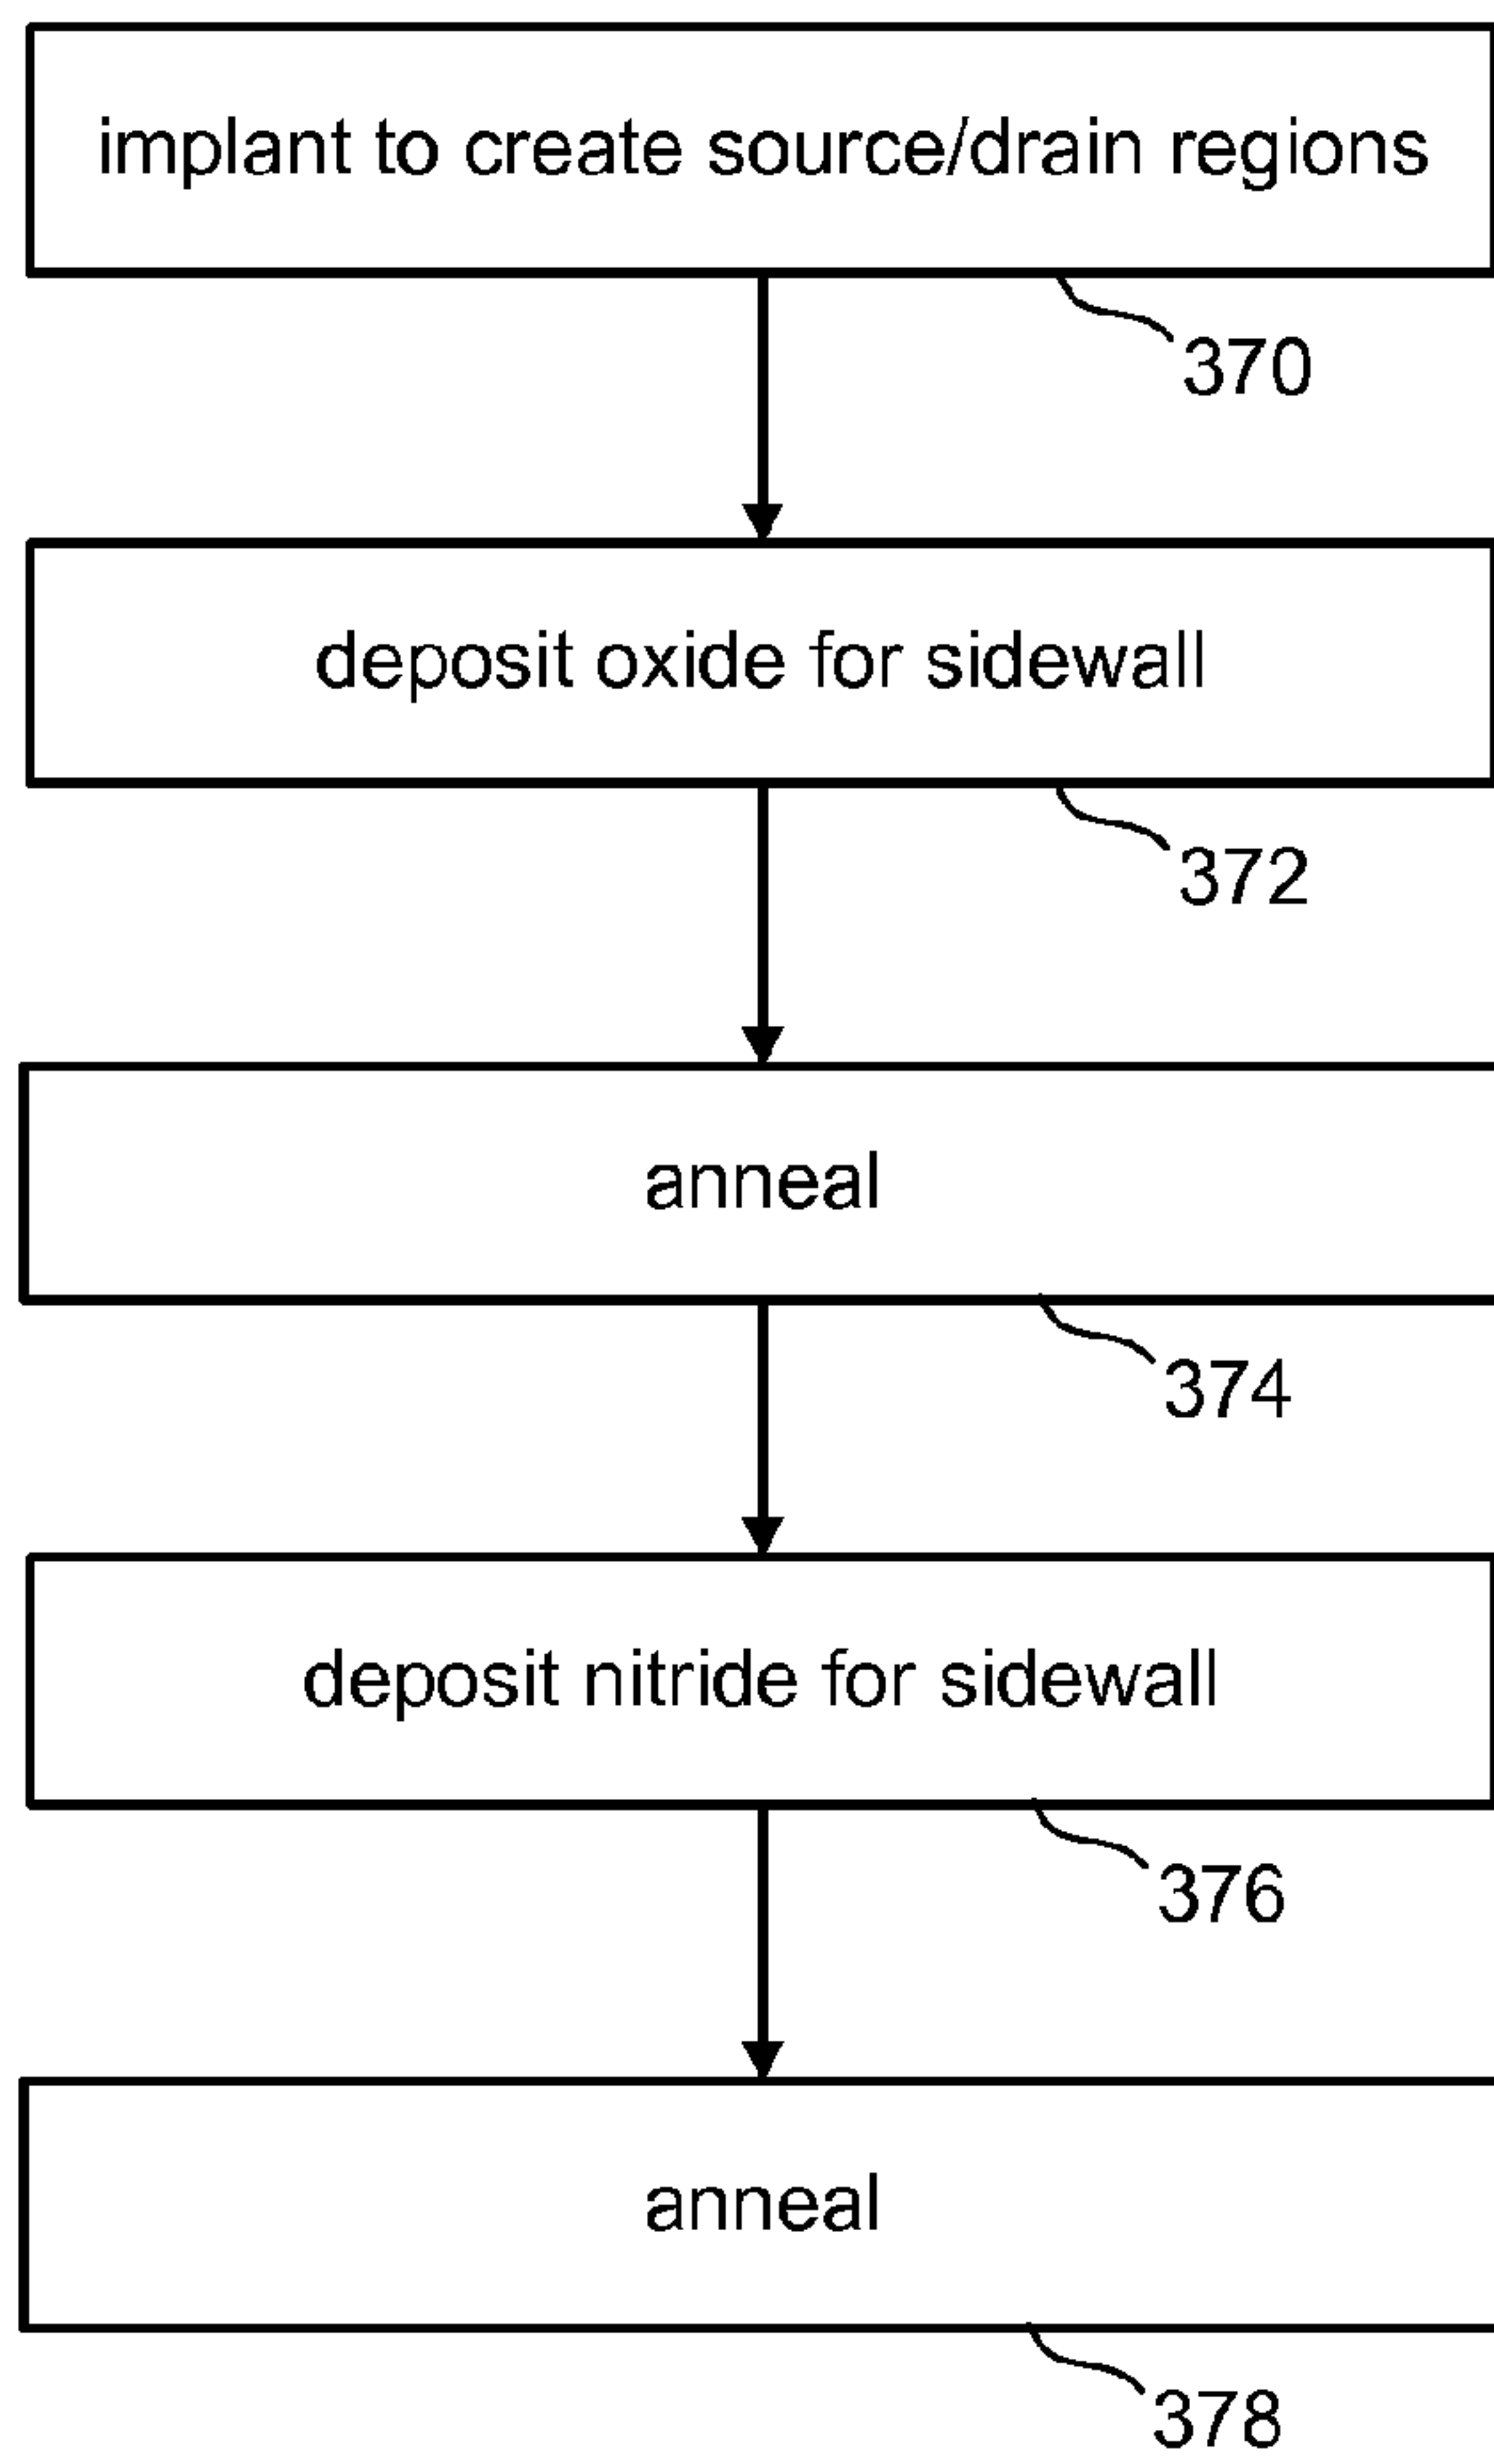 implant to create source/drain regions
370
deposit oxide for sidewall
372
anneal
374
deposit nitride for sidewall
376
anneal
378